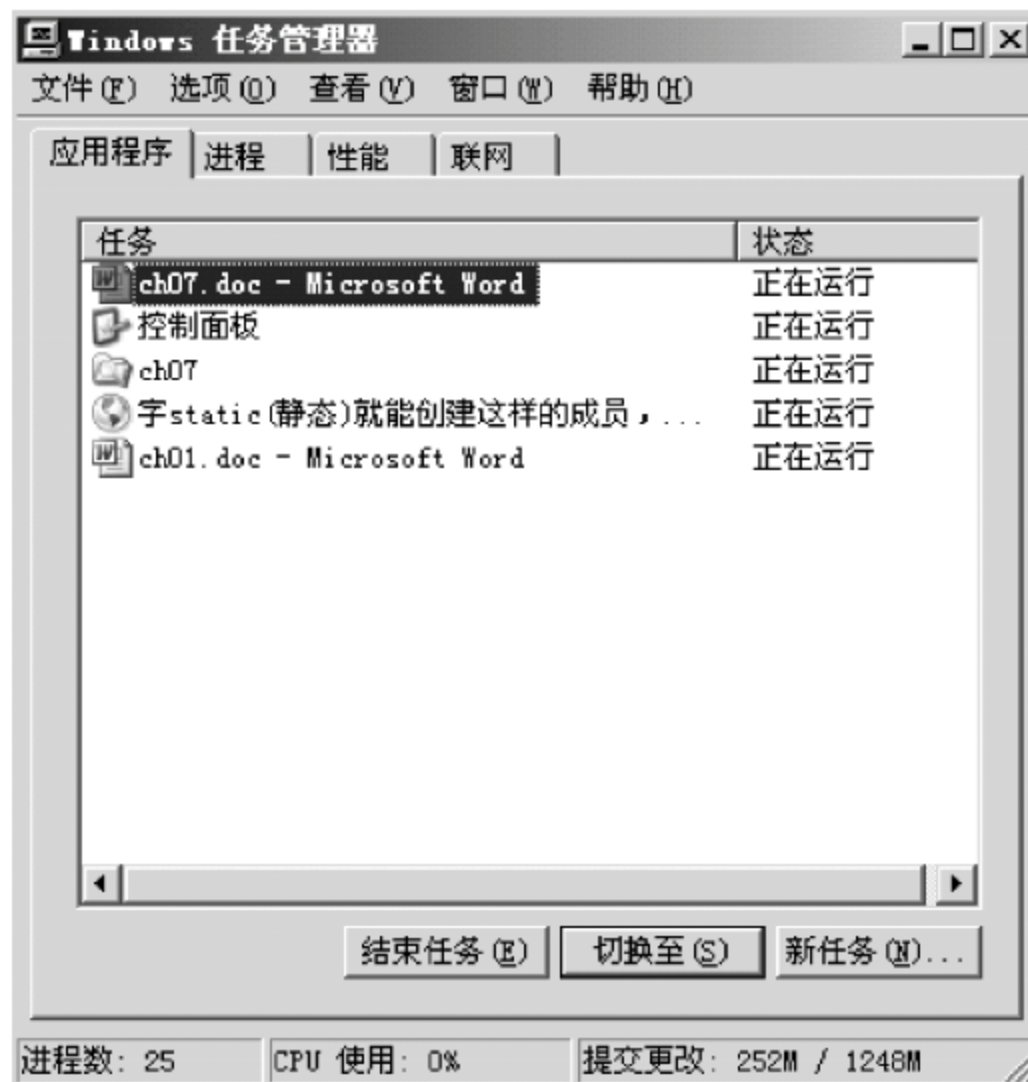 Windows 任务管理器
文件(F) 选项(O) 查看(V) 窗口(W) 帮助(H)
应用程序 进程 性能 联网
任务 状态
ch07.doc - Microsoft Word 正在运行
控制面板 正在运行
ch07 正在运行
字static(静态)就能创建这样的成员，... 正在运行
ch01.doc - Microsoft Word 正在运行
结束任务(E) 切换至(S) 新任务(N)...
进程数: 25 CPU 使用: 0% 提交更改: 252M / 1248M